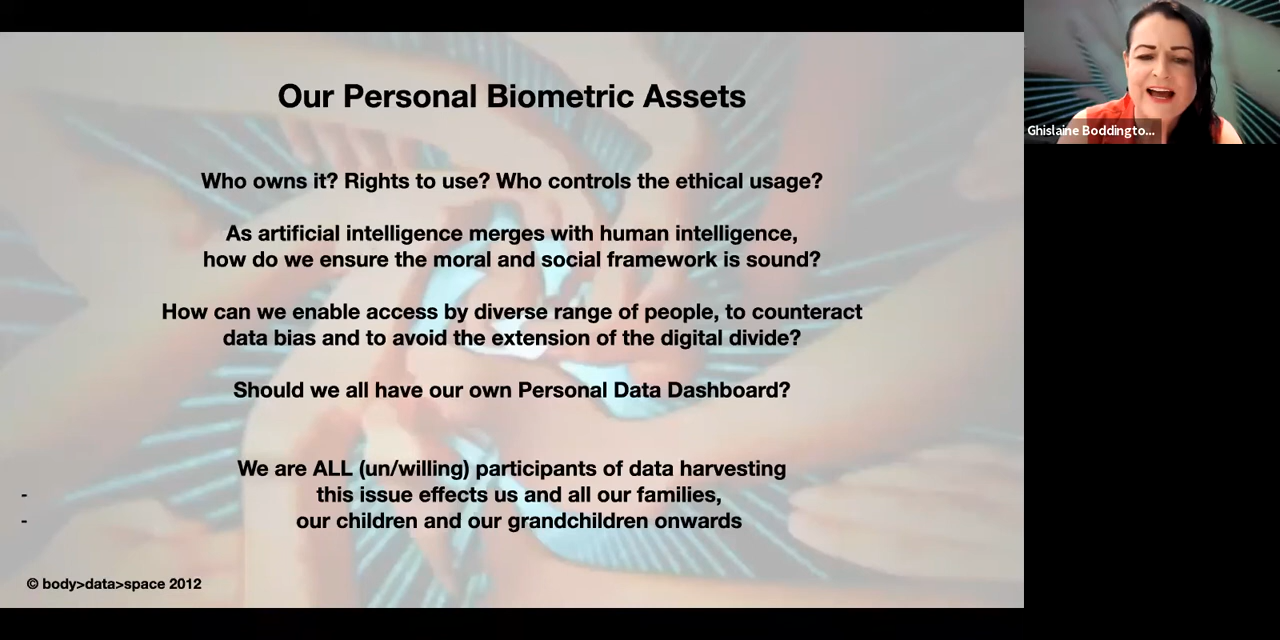 Our Personal Biometric Assets
Who owns it? Rights to use? Who controls the ethical usage?
As artificial intelligence merges with human intelligence,
how do we ensure the moral and social framework is sound?
How can we enable access by diverse range of people, to counteract
data bias and to avoid the extension of the digital divide?
Should we all have our own Personal Data Dashboard?
We are ALL (un/willing) participants of data harvesting
- this issue effects us and all our families,
- our children and our grandchildren onwards
© body>data>space 2012
Ghislaine Boddingto...